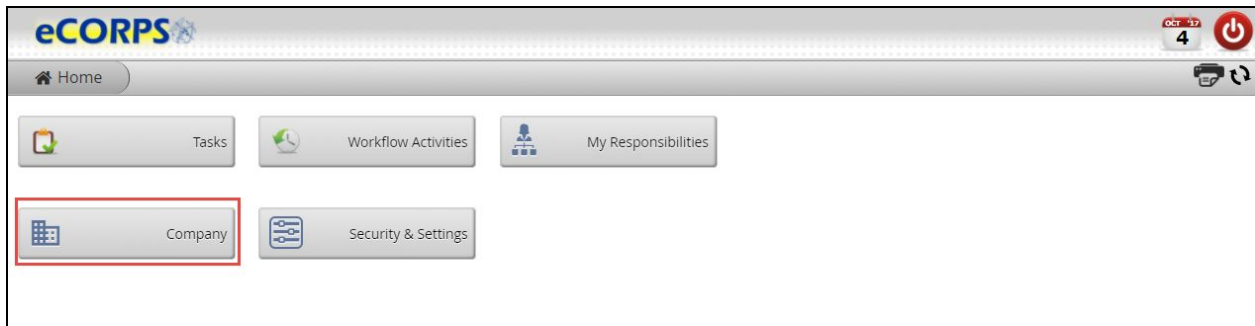 eCORPS
OCT '17
4
Home
Tasks
Workflow Activities
My Responsibilities
Company
Security & Settings